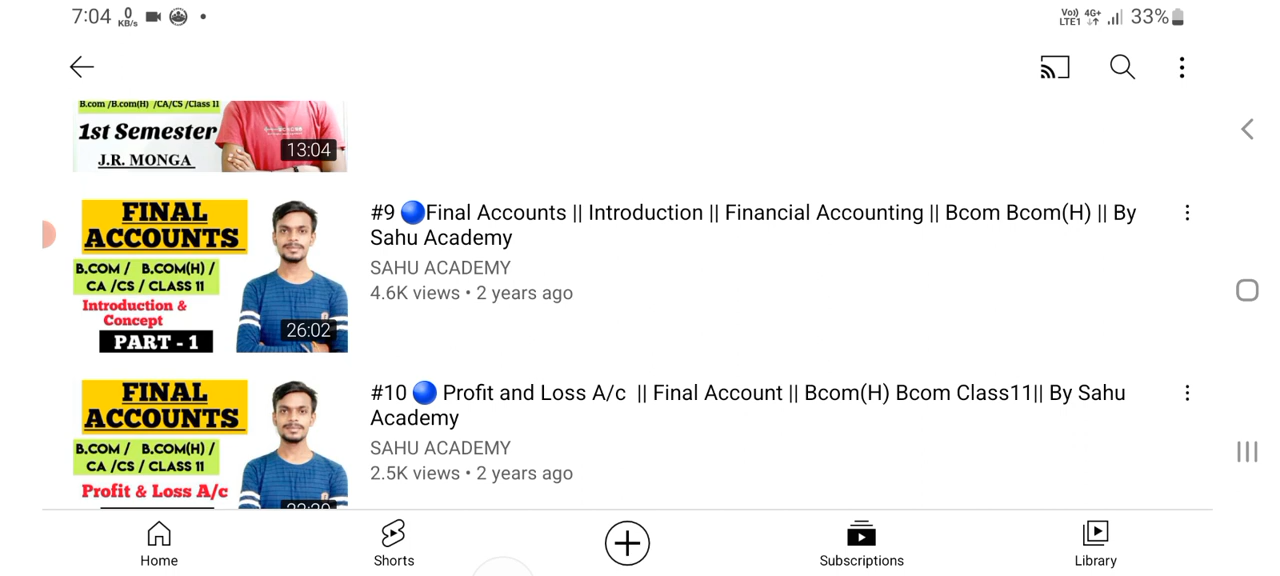 7:04 0 KB/s Vo) LTE1 4G+ 33%
B.com /B.com(H) /CA/CS /Class 11
1st Semester
J.R. MONGA
13:04
FINAL
ACCOUNTS
B.COM / B.COM(H) /
CA /CS / CLASS 11
Introduction &
Concept
PART - 1
26:02
#9 🔵Final Accounts || Introduction || Financial Accounting || Bcom Bcom(H) || By
Sahu Academy
SAHU ACADEMY
4.6K views • 2 years ago
FINAL
ACCOUNTS
B.COM / B.COM(H) /
CA /CS / CLASS 11
Profit & Loss A/c
#10 🔵 Profit and Loss A/c || Final Account || Bcom(H) Bcom Class11|| By Sahu
Academy
SAHU ACADEMY
2.5K views • 2 years ago
Home Shorts Subscriptions Library